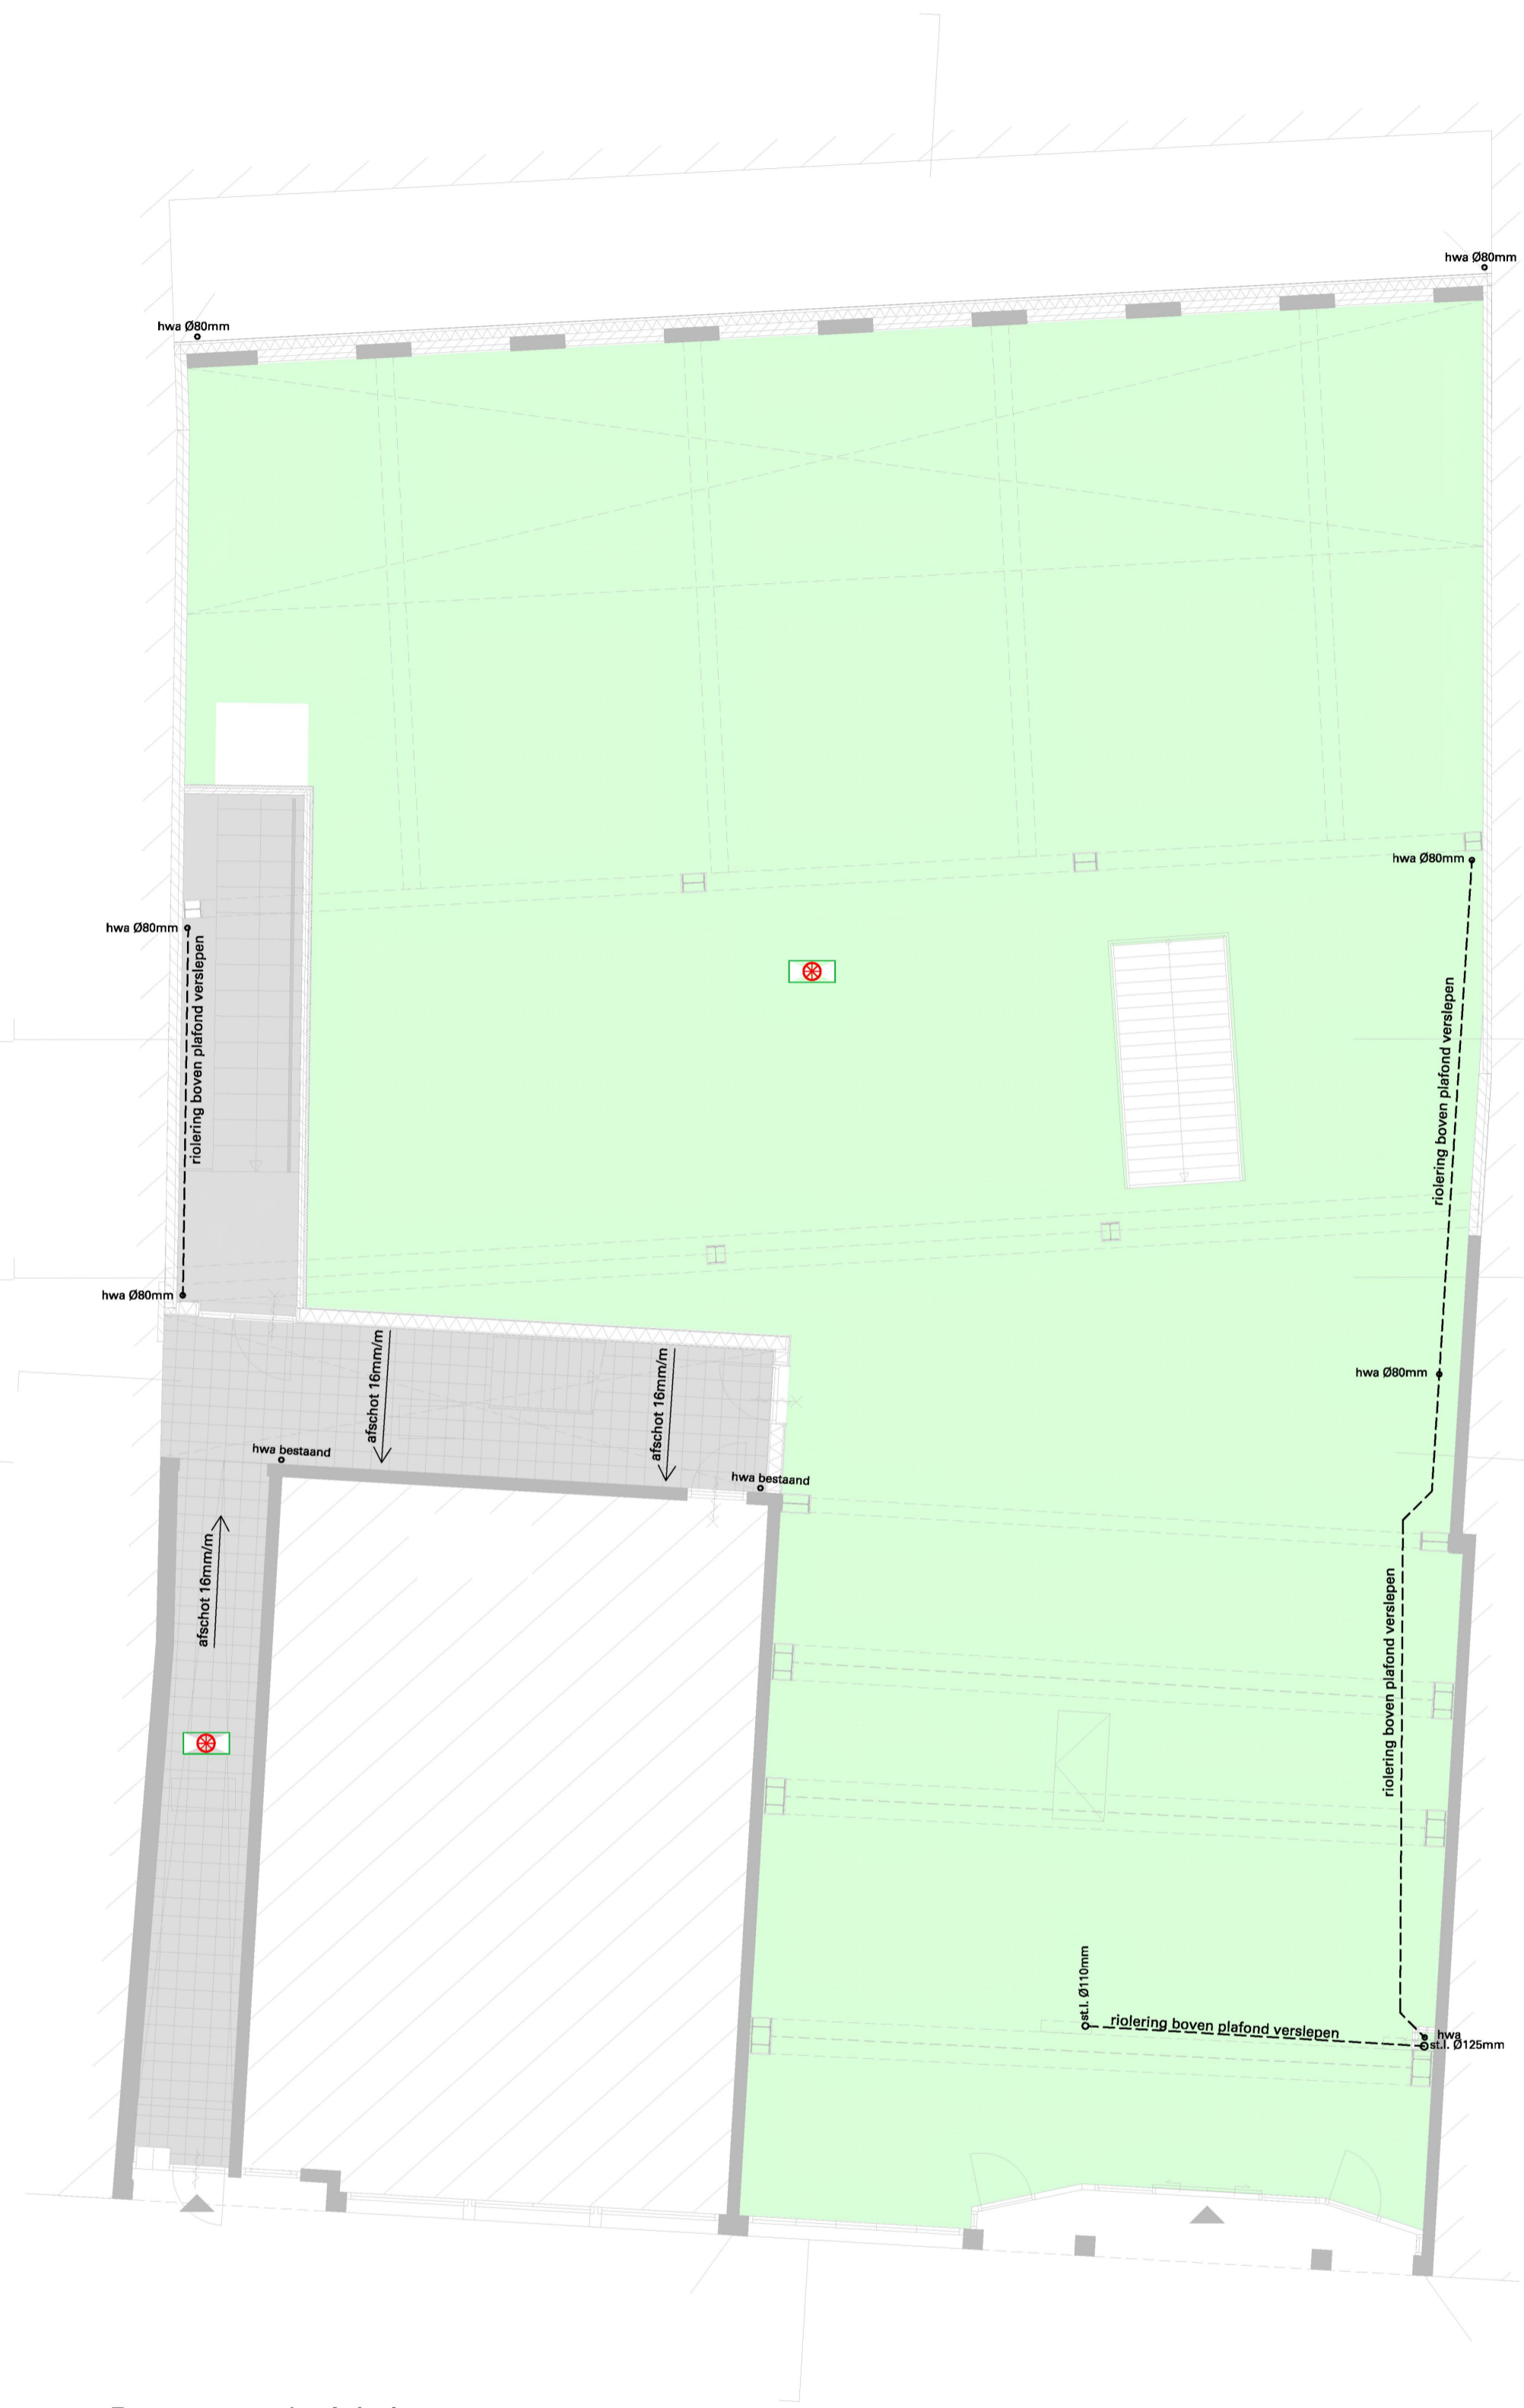 hwa Ø80mm
hwa Ø80mm
hwa Ø80mm
hwa Ø80mm
riolering boven plafond verslepen
riolering boven plafond verslepen
hwa Ø80mm
hwa Ø80mm
afschot 16mm/m
afschot 16mm/m
hwa bestaand
hwa bestaand
afschot 16mm/m
riolering boven plafond verslepen
st.l. Ø110mm
riolering boven plafond verslepen
hwa
st.l. Ø125mm